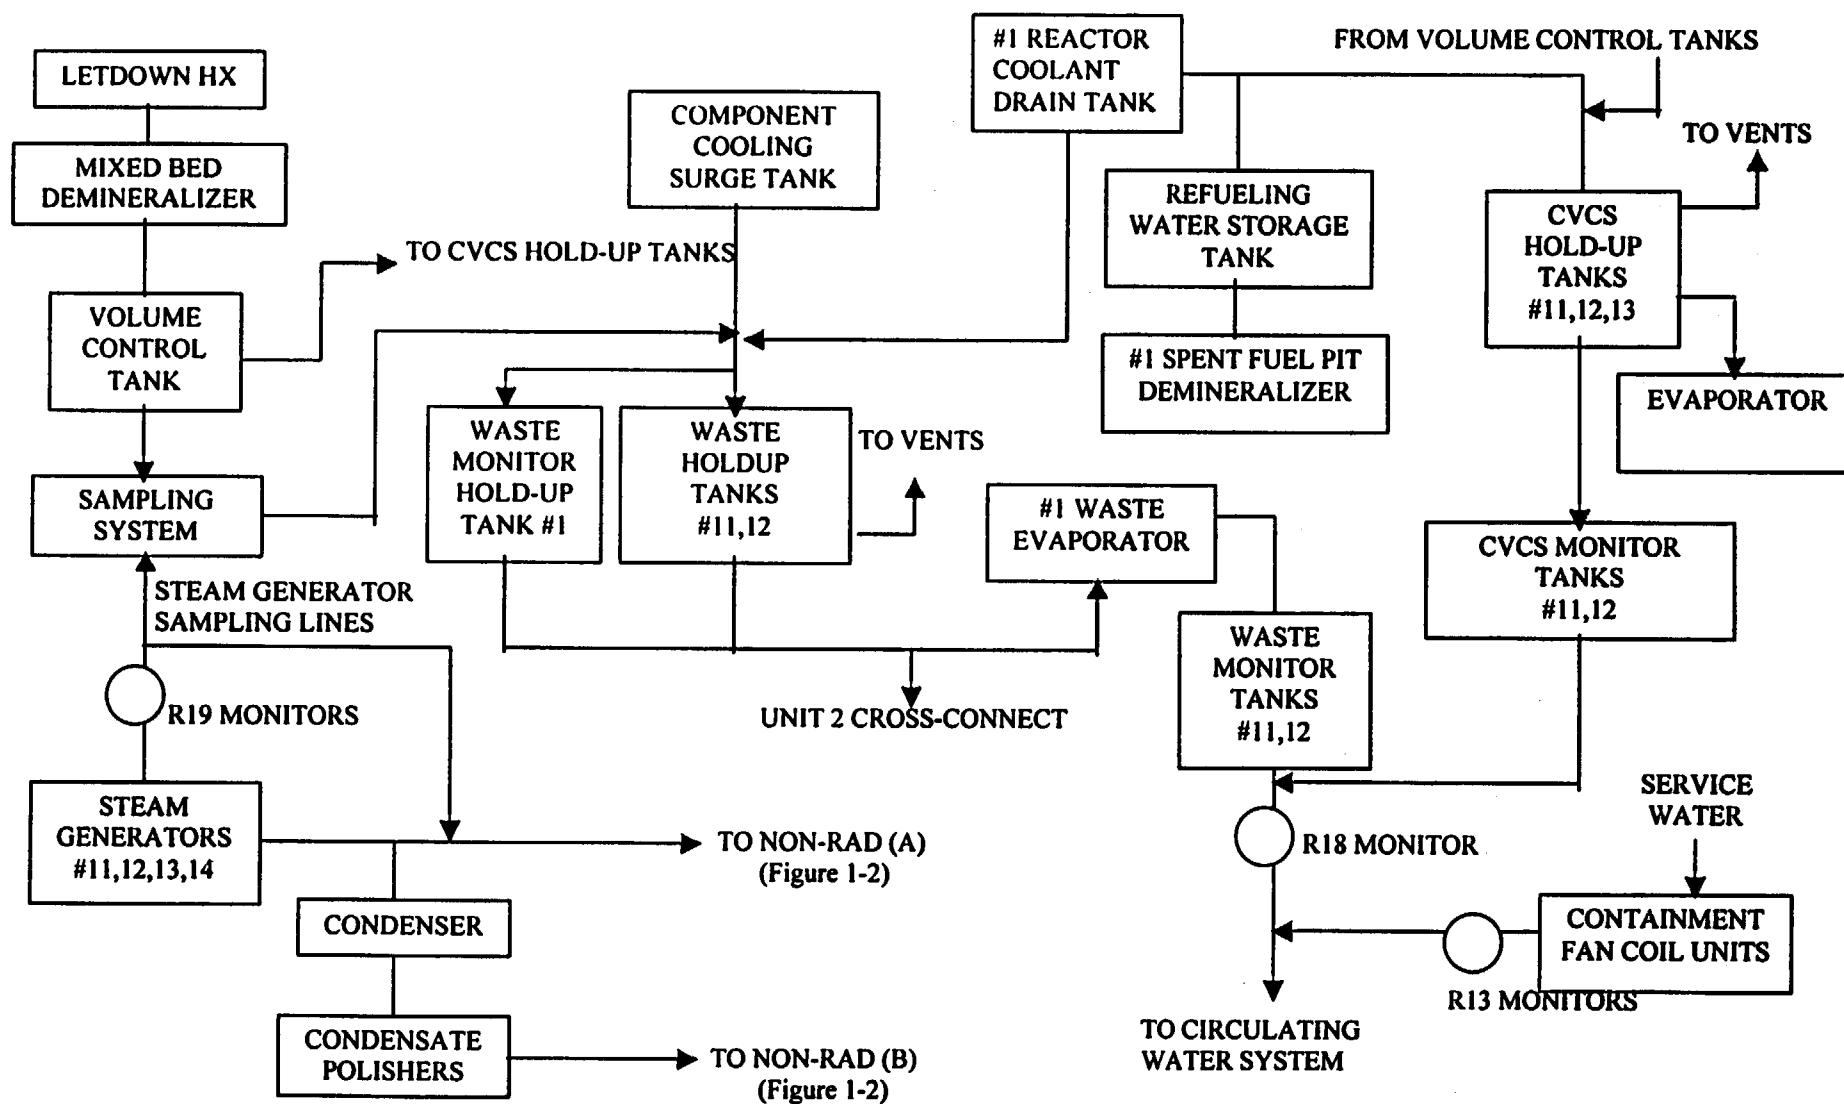 LETDOWN HX
MIXED BED
DEMINERALIZER
VOLUME
CONTROL
TANK
TO CVCS HOLD-UP TANKS
SAMPLING
SYSTEM
STEAM GENERATOR
SAMPLING LINES
R19 MONITORS
STEAM
GENERATORS
#11,12,13,14
CONDENSER
CONDENSATE
POLISHERS
TO NON-RAD (A)
(Figure 1-2)
TO NON-RAD (B)
(Figure 1-2)
COMPONENT
COOLING
SURGE TANK
WASTE
MONITOR
HOLD-UP
TANK #1
WASTE
HOLDUP
TANKS
#11,12
TO VENTS
UNIT 2 CROSS-CONNECT
#1 REACTOR
COOLANT
DRAIN TANK
REFUELING
WATER STORAGE
TANK
#1 SPENT FUEL PIT
DEMINERALIZER
#1 WASTE
EVAPORATOR
WASTE
MONITOR
TANKS
#11,12
R18 MONITOR
TO CIRCULATING
WATER SYSTEM
FROM VOLUME CONTROL TANKS
TO VENTS
CVCS
HOLD-UP
TANKS
#11,12,13
EVAPORATOR
CVCS MONITOR
TANKS
#11,12
SERVICE
WATER
CONTAINMENT
FAN COIL UNITS
R13 MONITORS